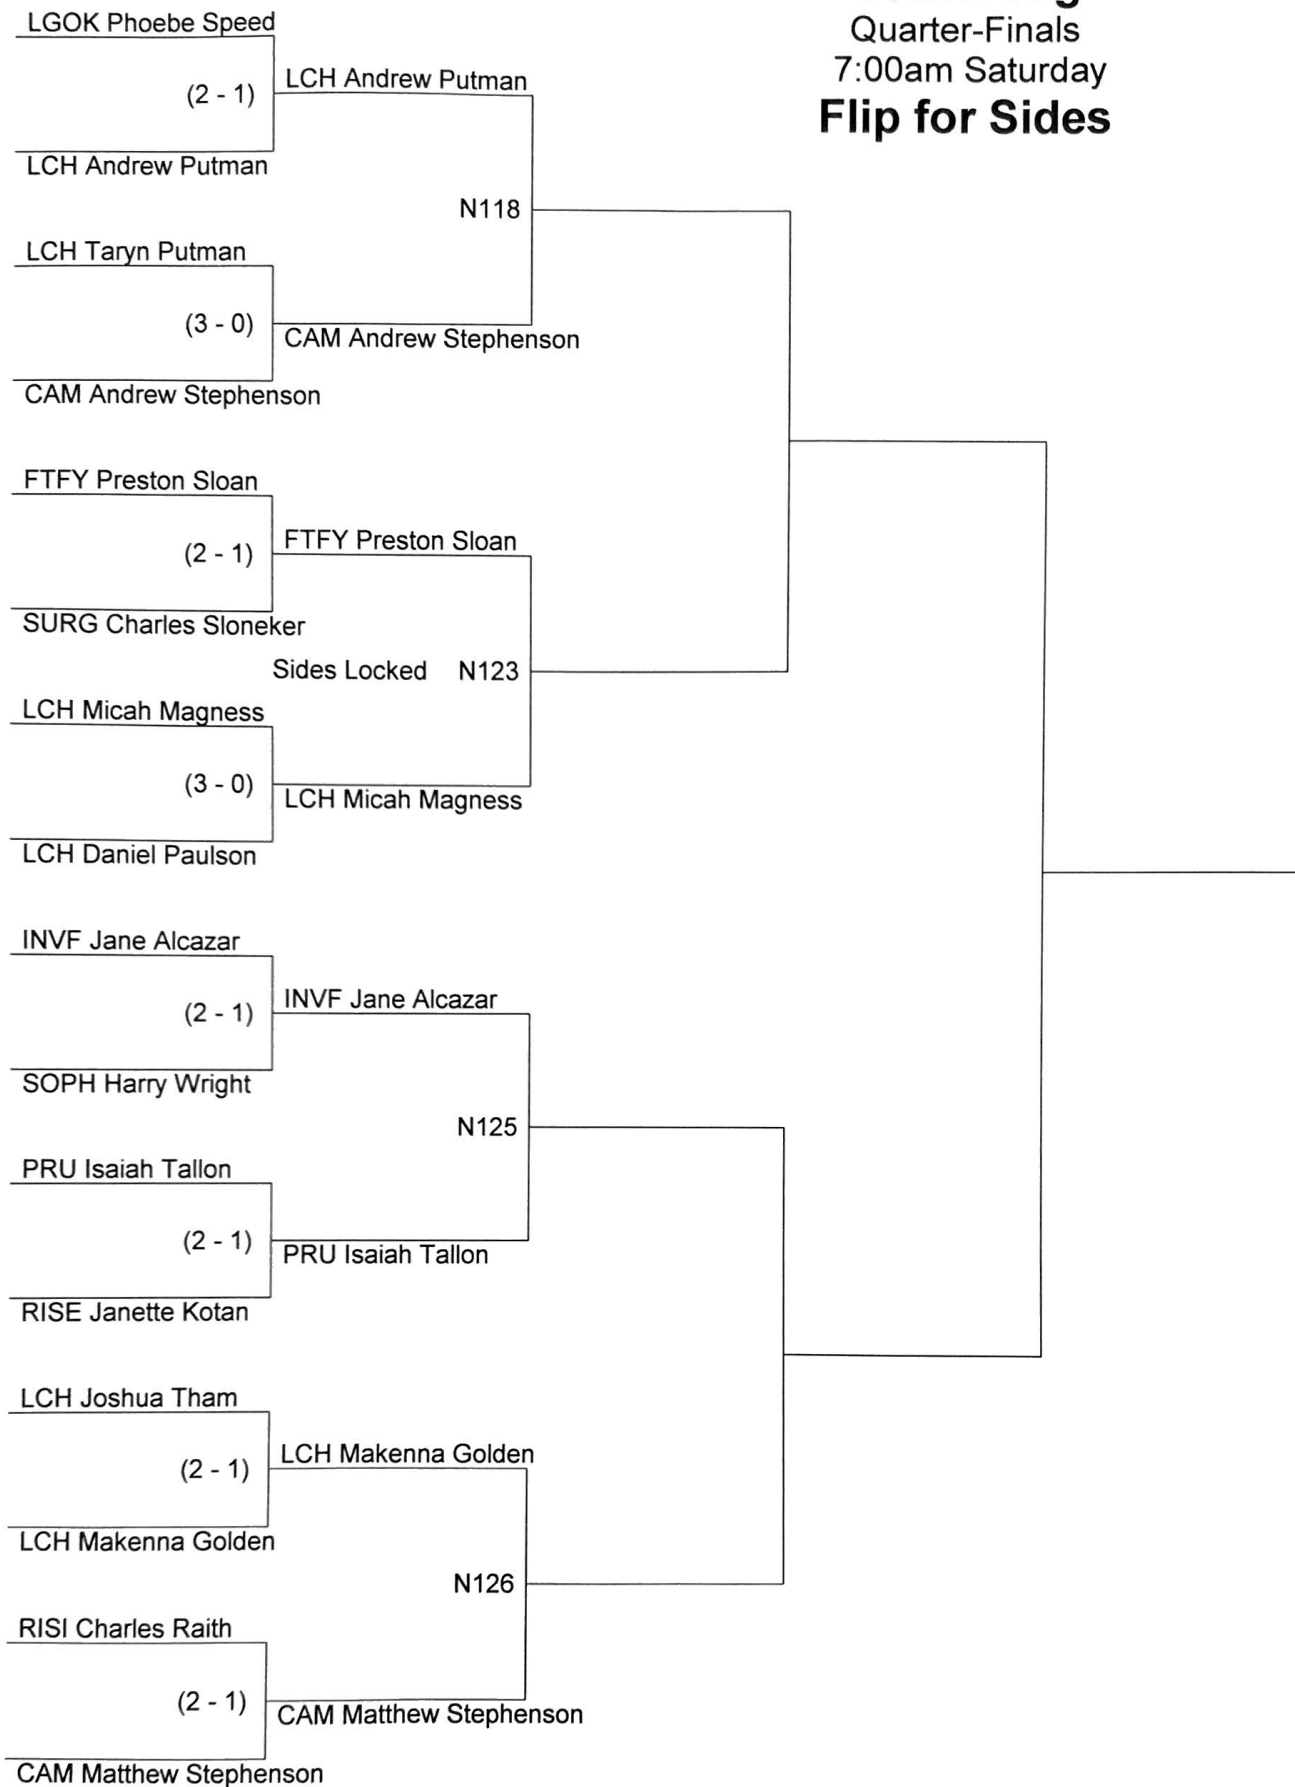 Quarter-Finals
7:00am Saturday
Flip for Sides
LGOK Phoebe Speed
(2 - 1)
LCH Andrew Putman
LCH Andrew Putman
N118
LCH Taryn Putman
(3 - 0)
CAM Andrew Stephenson
CAM Andrew Stephenson
FTFY Preston Sloan
(2 - 1)
FTFY Preston Sloan
SURG Charles Sloneker
Sides Locked N123
LCH Micah Magness
(3 - 0)
LCH Micah Magness
LCH Daniel Paulson
INVF Jane Alcazar
(2 - 1)
INVF Jane Alcazar
SOPH Harry Wright
N125
PRU Isaiah Tallon
(2 - 1)
PRU Isaiah Tallon
RISE Janette Kotan
LCH Joshua Tham
(2 - 1)
LCH Makenna Golden
LCH Makenna Golden
N126
RISI Charles Raith
(2 - 1)
CAM Matthew Stephenson
CAM Matthew Stephenson